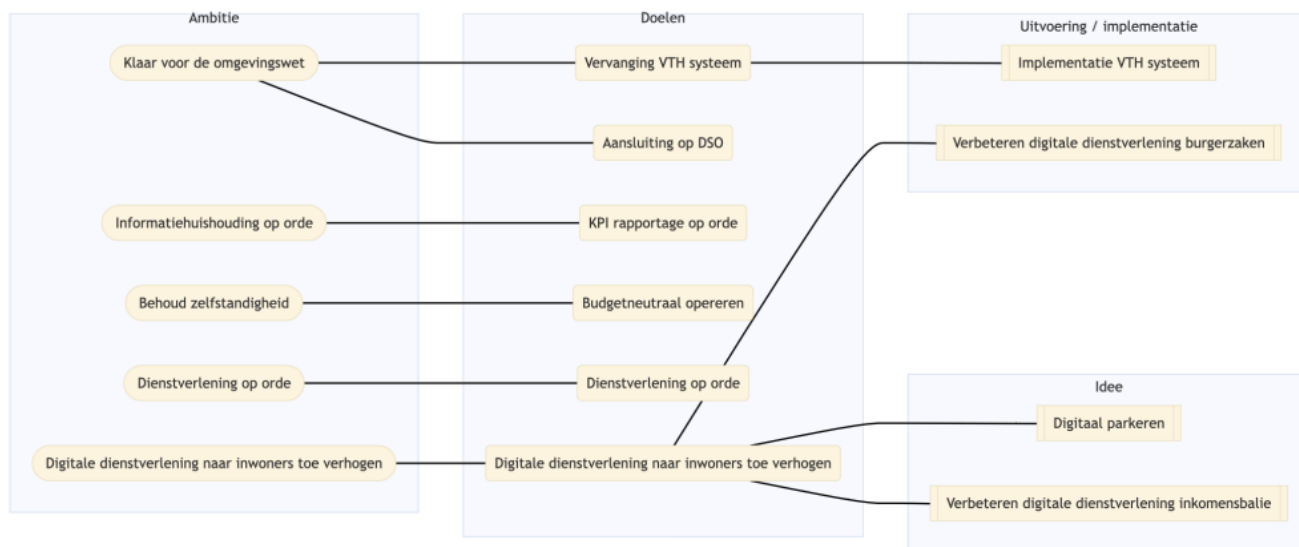 Ambitie
Doelen
Uitvoering / implementatie
Klaar voor de omgevingswet
Vervanging VTH systeem
Implementatie VTH systeem
Aansluiting op DSO
Verbeteren digitale dienstverlening burgerzaken
Informatiehuishouding op orde
KPI rapportage op orde
Behoud zelfstandigheid
Budgetneutraal opereren
Dienstverlening op orde
Dienstverlening op orde
Idee
Digitaal parkeren
Digitale dienstverlening naar inwoners toe verhogen
Digitale dienstverlening naar inwoners toe verhogen
Verbeteren digitale dienstverlening inkomensbalie